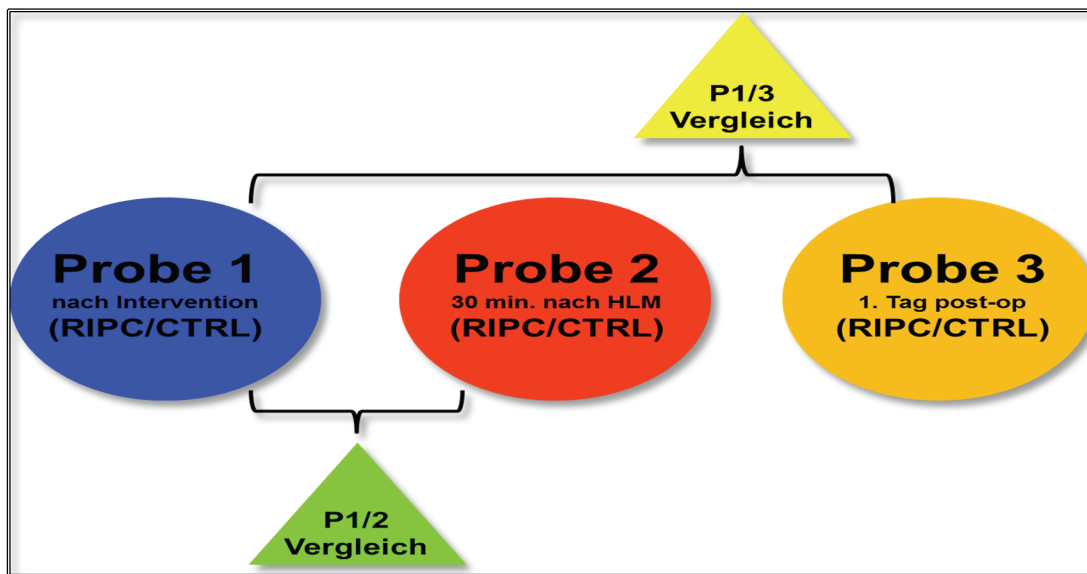 P1/3
Vergleich
Probe 1
nach Intervention
(RIPC/CTRL)
Probe 2
30 min. nach HLM
(RIPC/CTRL)
Probe 3
1. Tag post-op
(RIPC/CTRL)
P1/2
Vergleich